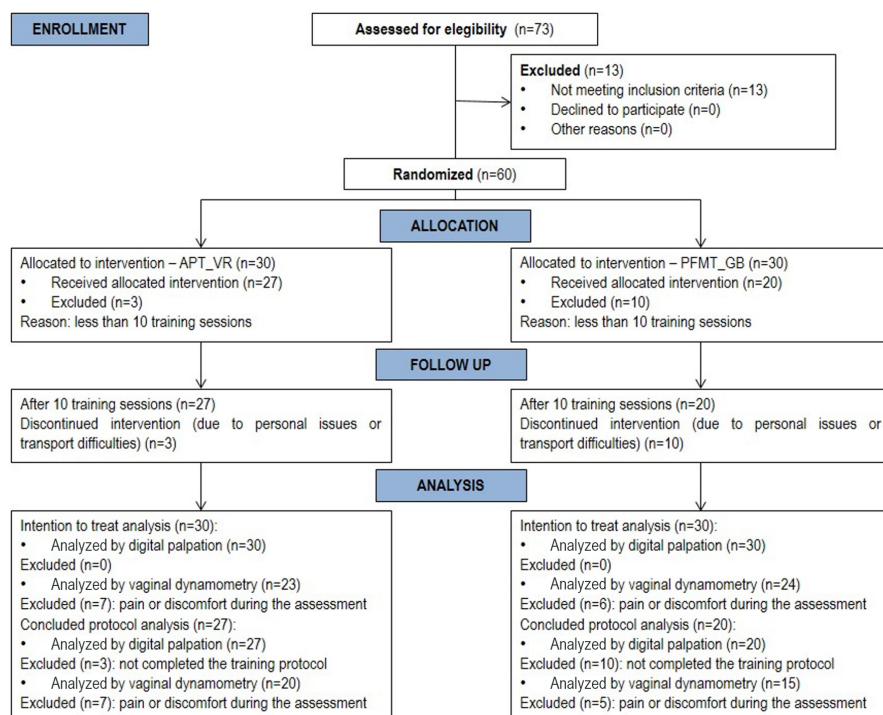 ENROLLMENT
Assessed for elegibility (n=73)
Excluded (n=13)
• Not meeting inclusion criteria (n=13)
• Declined to participate (n=0)
• Other reasons (n=0)
Randomized (n=60)
ALLOCATION
Allocated to intervention – APT_VR (n=30)
• Received allocated intervention (n=27)
• Excluded (n=3)
Reason: less than 10 training sessions
Allocated to intervention – PFMT_GB (n=30)
• Received allocated intervention (n=20)
• Excluded (n=10)
Reason: less than 10 training sessions
FOLLOW UP
After 10 training sessions (n=27)
Discontinued intervention (due to personal issues or
transport difficulties) (n=3)
After 10 training sessions (n=20)
Discontinued intervention (due to personal issues or
transport difficulties) (n=10)
ANALYSIS
Intention to treat analysis (n=30):
• Analyzed by digital palpation (n=30)
Excluded (n=0)
• Analyzed by vaginal dynamometry (n=23)
Excluded (n=7): pain or discomfort during the assessment
Concluded protocol analysis (n=27):
• Analyzed by digital palpation (n=27)
Excluded (n=3): not completed the training protocol
• Analyzed by vaginal dynamometry (n=20)
Excluded (n=7): pain or discomfort during the assessment
Intention to treat analysis (n=30):
• Analyzed by digital palpation (n=30)
Excluded (n=0)
• Analyzed by vaginal dynamometry (n=24)
Excluded (n=6): pain or discomfort during the assessment
Concluded protocol analysis (n=20):
• Analyzed by digital palpation (n=20)
Excluded (n=10): not completed the training protocol
• Analyzed by vaginal dynamometry (n=15)
Excluded (n=5): pain or discomfort during the assessment